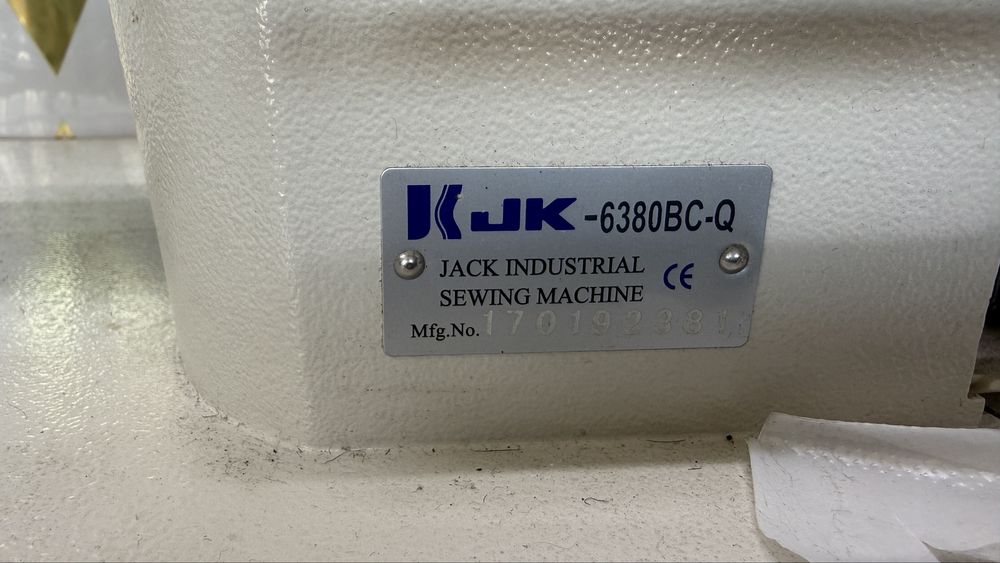 JK-6380BC-Q
JACK INDUSTRIAL
SEWING MACHINE
CE
Mfg.No. 170192381